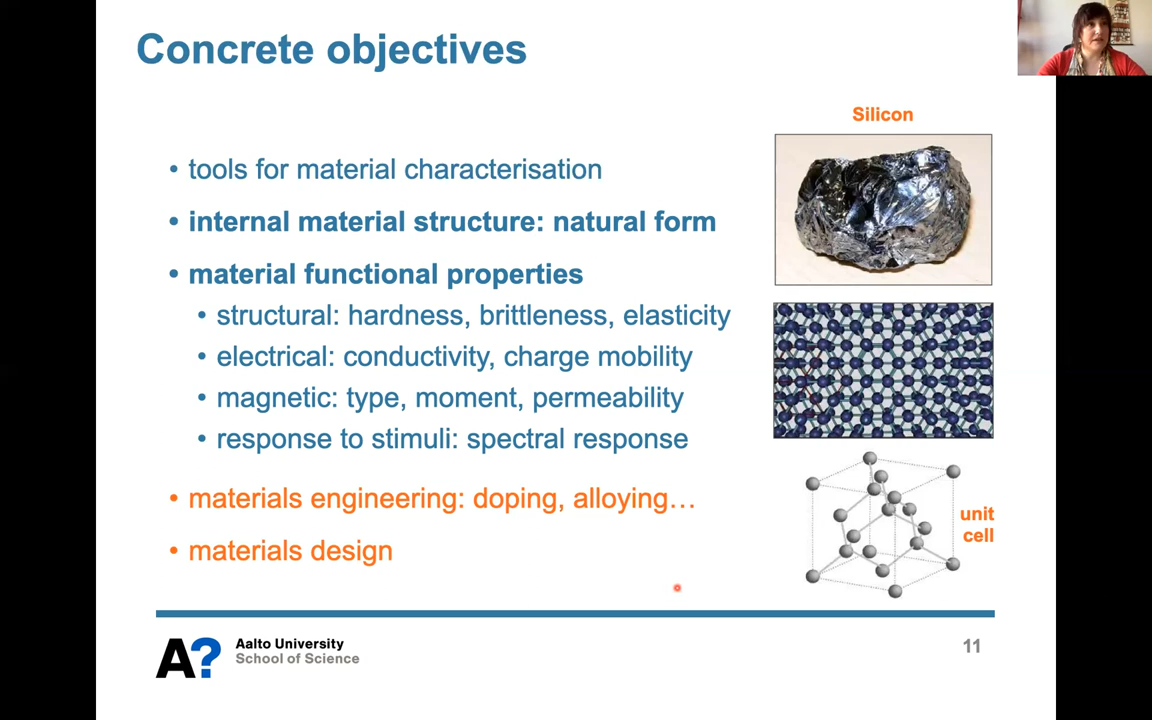 Concrete objectives
Silicon
• tools for material characterisation
• internal material structure: natural form
• material functional properties
• structural: hardness, brittleness, elasticity
• electrical: conductivity, charge mobility
• magnetic: type, moment, permeability
• response to stimuli: spectral response
• materials engineering: doping, alloying…
• materials design
unit
cell
A?
Aalto University
School of Science
11